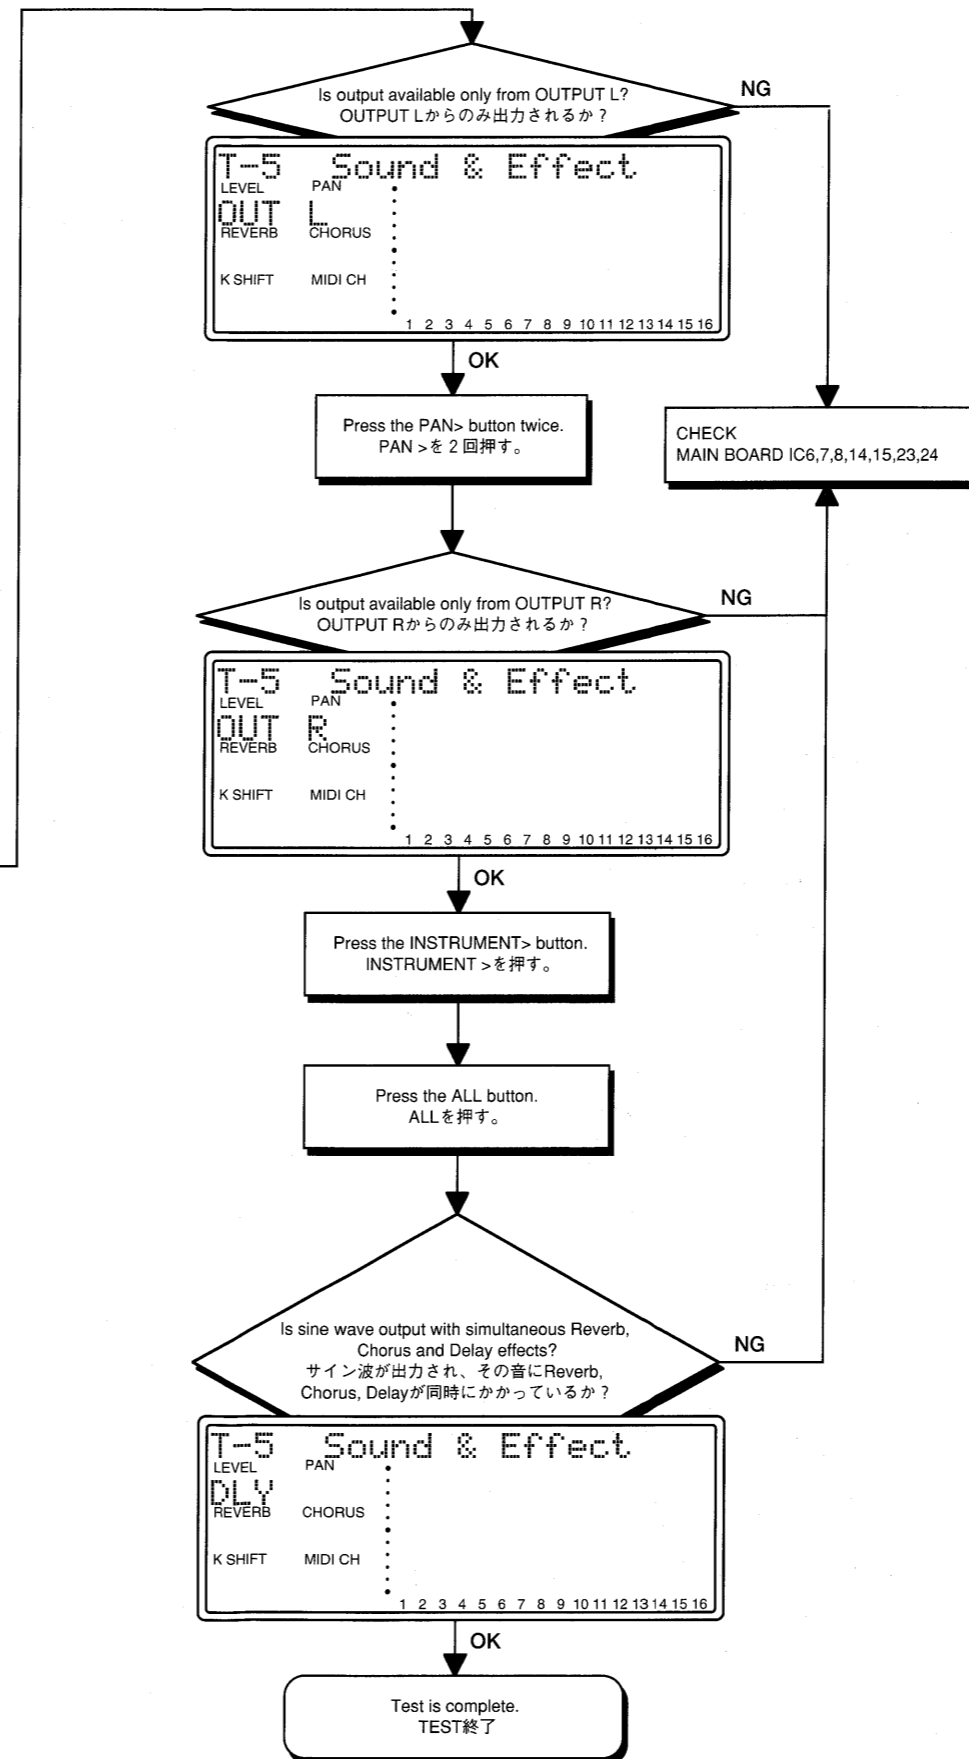 Is output available only from OUTPUT L?
OUTPUT Lからのみ出力されるか？
NG
T-5 Sound & Effect
LEVEL PAN
OUT L
REVERB CHORUS
K SHIFT MIDI CH
1 2 3 4 5 6 7 8 9 10 11 12 13 14 15 16
OK
Press the PAN> button twice.
PAN >を2回押す。
CHECK
MAIN BOARD IC6,7,8,14,15,23,24
Is output available only from OUTPUT R?
OUTPUT Rからのみ出力されるか？
NG
T-5 Sound & Effect
LEVEL PAN
OUT R
REVERB CHORUS
K SHIFT MIDI CH
1 2 3 4 5 6 7 8 9 10 11 12 13 14 15 16
OK
Press the INSTRUMENT> button.
INSTRUMENT >を押す。
Press the ALL button.
ALLを押す。
Is sine wave output with simultaneous Reverb,
Chorus and Delay effects?
サイン波が出力され、その音にReverb,
Chorus, Delayが同時にかかっているか？
NG
T-5 Sound & Effect
LEVEL PAN
DLY
REVERB CHORUS
K SHIFT MIDI CH
1 2 3 4 5 6 7 8 9 10 11 12 13 14 15 16
OK
Test is complete.
TEST終了